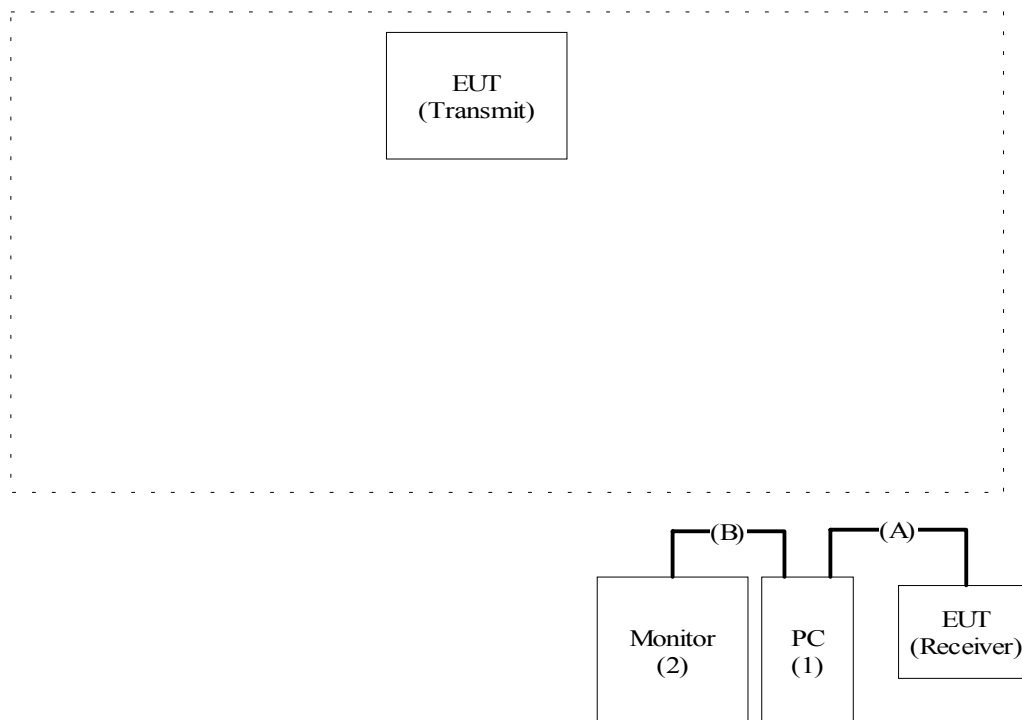 EUT
(Transmit)
(B)
(A)
Monitor
(2)
PC
(1)
EUT
(Receiver)